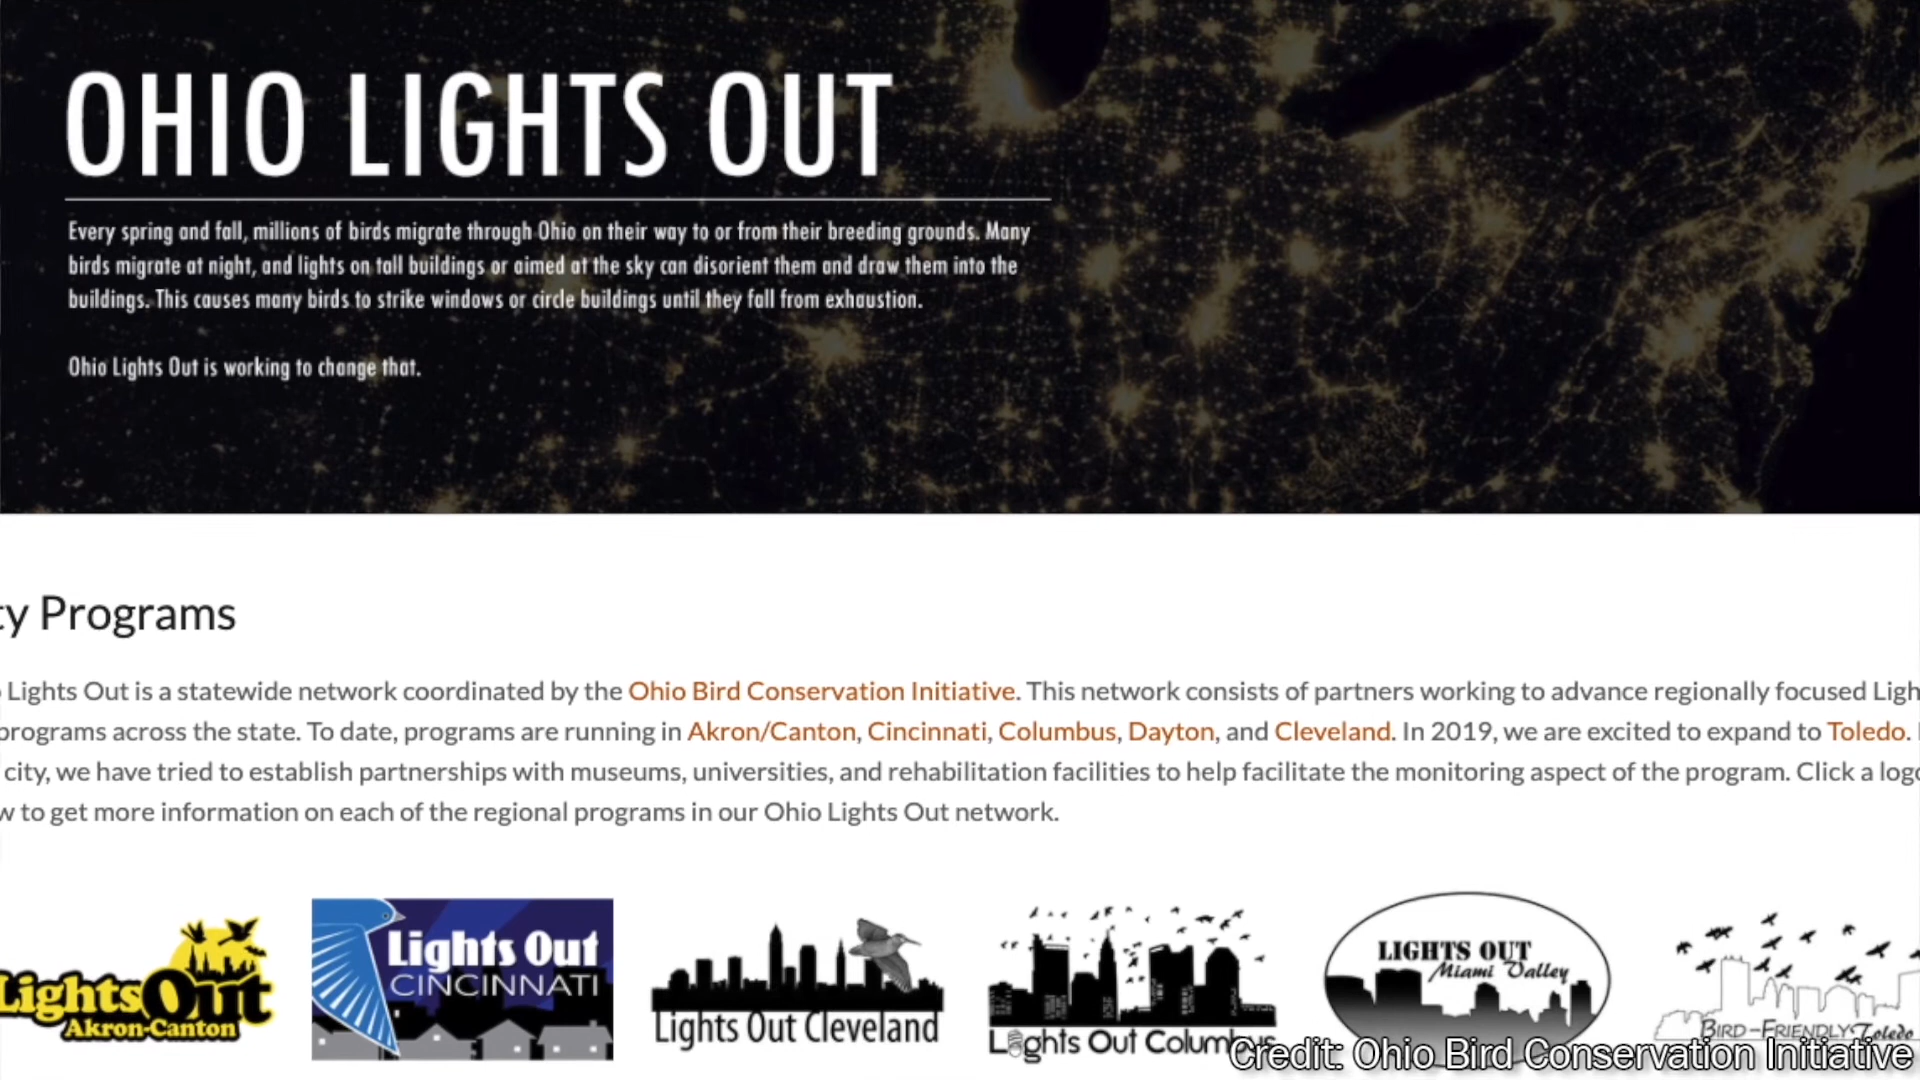 OHIO LIGHTS OUT
Every spring and fall, millions of birds migrate through Ohio on their way to or from their breeding grounds. Many
birds migrate at night, and lights on tall buildings or aimed at the sky can disorient them and draw them into the
buildings. This causes many birds to strike windows or circle buildings until they fall from exhaustion.
Ohio Lights Out is working to change that.
ty Programs
Lights Out is a statewide network coordinated by the Ohio Bird Conservation Initiative. This network consists of partners working to advance regionally focused Ligh
programs across the state. To date, programs are running in Akron/Canton, Cincinnati, Columbus, Dayton, and Cleveland. In 2019, we are excited to expand to Toledo.
city, we have tried to establish partnerships with museums, universities, and rehabilitation facilities to help facilitate the monitoring aspect of the program. Click a logo
w to get more information on each of the regional programs in our Ohio Lights Out network.
Lights Out
Akron-Canton
Lights Out
CINCINNATI
Lights Out Cleveland
Lights Out Columbus
LIGHTS OUT
Miami Valley
BIRD-FRIENDLY Toledo
Credit: Ohio Bird Conservation Initiative